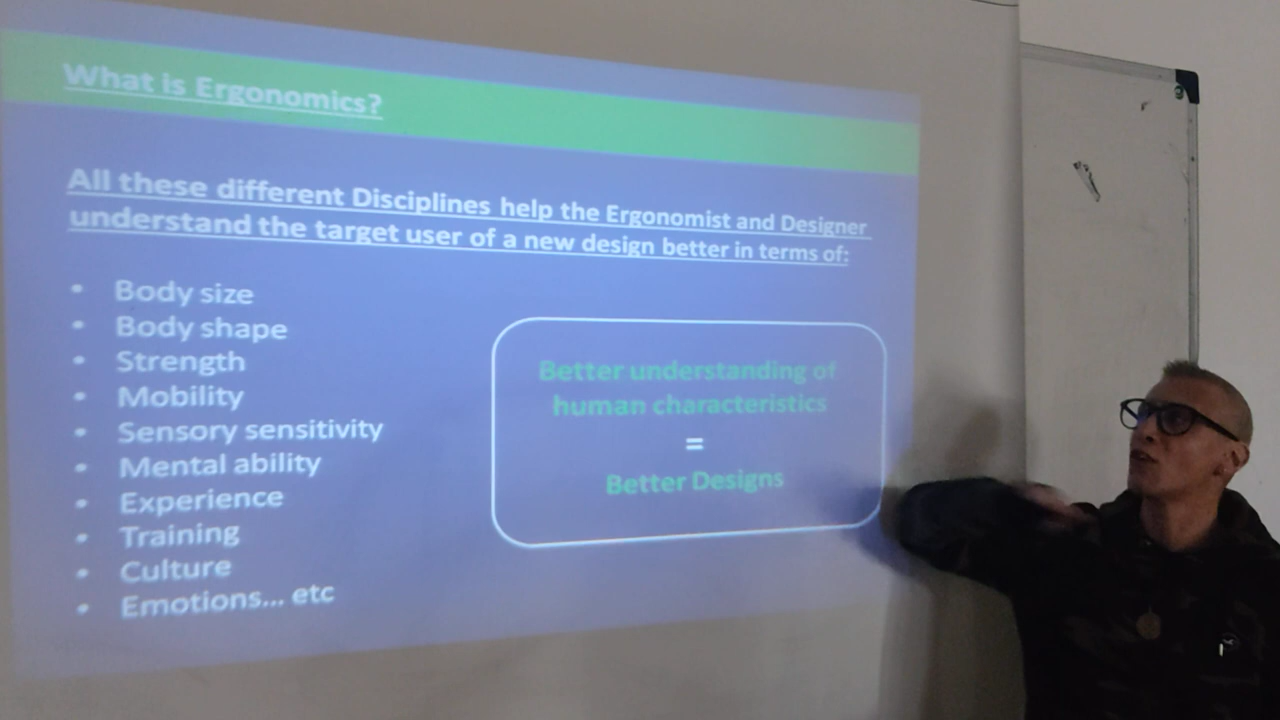 What is Ergonomics?
All these different Disciplines help the Ergonomist and Designer
understand the target user of a new design better in terms of:
• Body size
• Body shape
• Strength
• Mobility
• Sensory sensitivity
• Mental ability
• Experience
• Training
• Culture
• Emotions... etc
Better understanding of
human characteristics
=
Better Designs